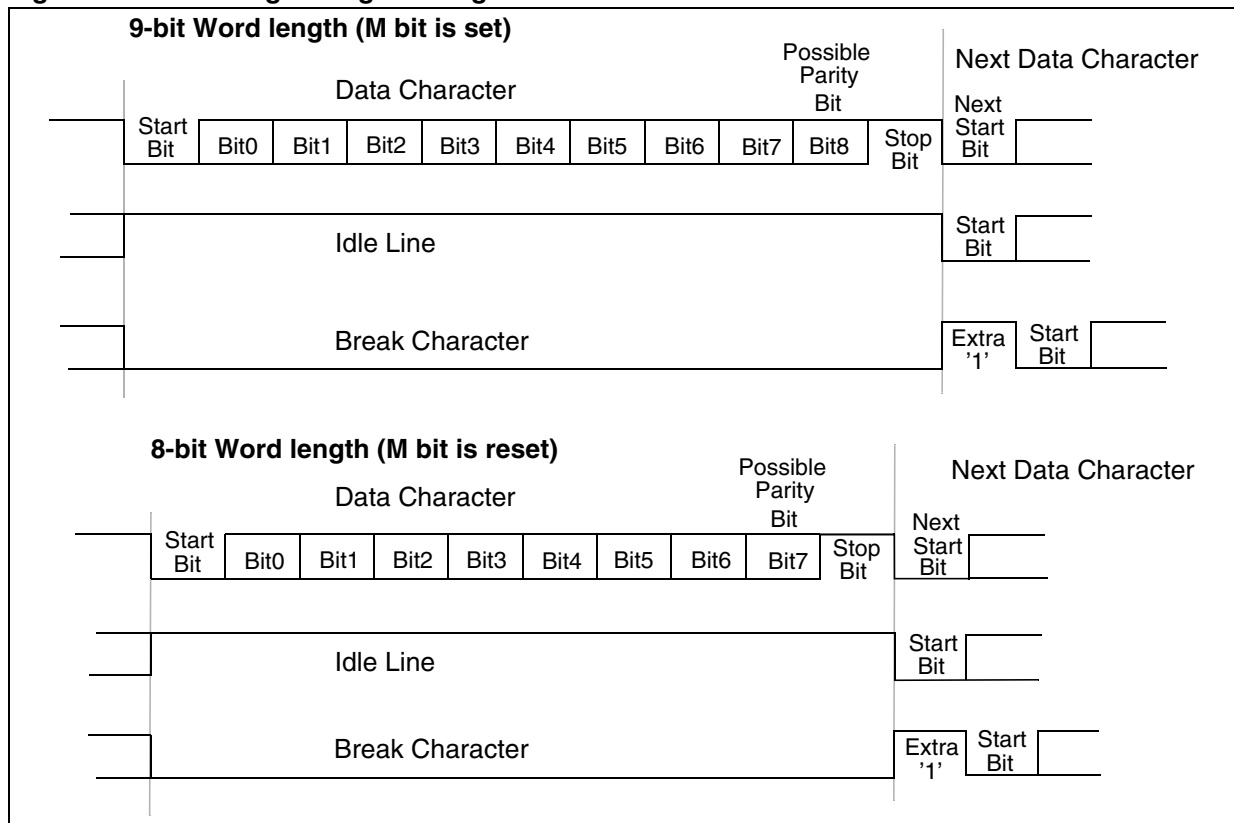 9-bit Word length (M bit is set)
Possible
Parity
Bit
Next Data Character
Data Character
Start
Bit
Bit0
Bit1
Bit2
Bit3
Bit4
Bit5
Bit6
Bit7
Bit8
Stop
Bit
Next
Start
Bit
Idle Line
Start
Bit
Break Character
Extra
'1'
Start
Bit
8-bit Word length (M bit is reset)
Possible
Parity
Bit
Next Data Character
Data Character
Start
Bit
Bit0
Bit1
Bit2
Bit3
Bit4
Bit5
Bit6
Bit7
Stop
Bit
Next
Start
Bit
Idle Line
Start
Bit
Break Character
Extra
'1'
Start
Bit